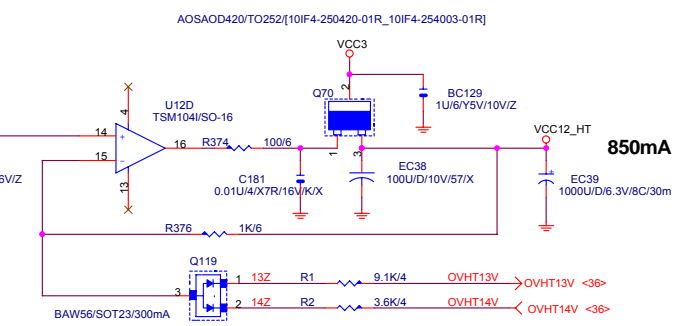 AOSAOD420/TO252/[10IF4-250420-01R_10IF4-254003-01R]
VCC3
2
Q70
BC129
1U/6/Y5V/10V/Z
U12D
TSM104I/SO-16
4
14
+
15
-
16
13
R374
100/6
1
3
VCC12_HT
850mA
6V/Z
C181
0.01U/4/X7R/16V/K/X
EC38
100U/D/10V/57/X
+
EC39
1000U/D/6.3V/8C/30m
R376
1K/6
Q119
3
1
13Z
R1
9.1K/4
OVHT13V
OVHT13V <36>
2
14Z
R2
3.6K/4
OVHT14V
OVHT14V <36>
BAW56/SOT23/300mA